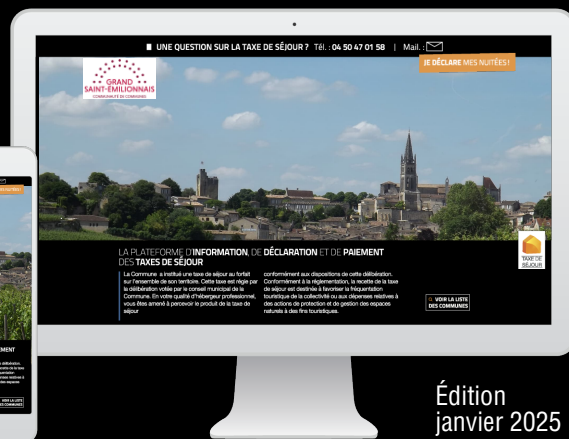 UNE QUESTION SUR LA TAXE DE SÉJOUR ? Tél. : 04 50 47 01 58 | Mail. :
JE DÉCLARE MES NUITÉES !
GRAND
SAINT-ÉMILIONNAIS
COMMUNAUTÉ DE COMMUNES
LA PLATEFORME D'INFORMATION, DE DÉCLARATION ET DE PAIEMENT
DES TAXES DE SÉJOUR
La Commune a institué une taxe de séjour au forfait
sur l'ensemble de son territoire. Cette taxe est régie par
la délibération votée par le conseil municipal de la
Commune. En votre qualité d'hébergeur professionnel,
vous êtes amené à percevoir le produit de la taxe de
séjour
conformément aux dispositions de cette délibération.
Conformément à la réglementation, la recette de la taxe
de séjour est destinée à favoriser la fréquentation
touristique de la collectivité ou aux dépenses relatives à
des actions de protection et de gestion des espaces
naturels à des fins touristiques.
TAXE DE
SÉJOUR
VOIR LA LISTE
DES COMMUNES
Édition
janvier 2025